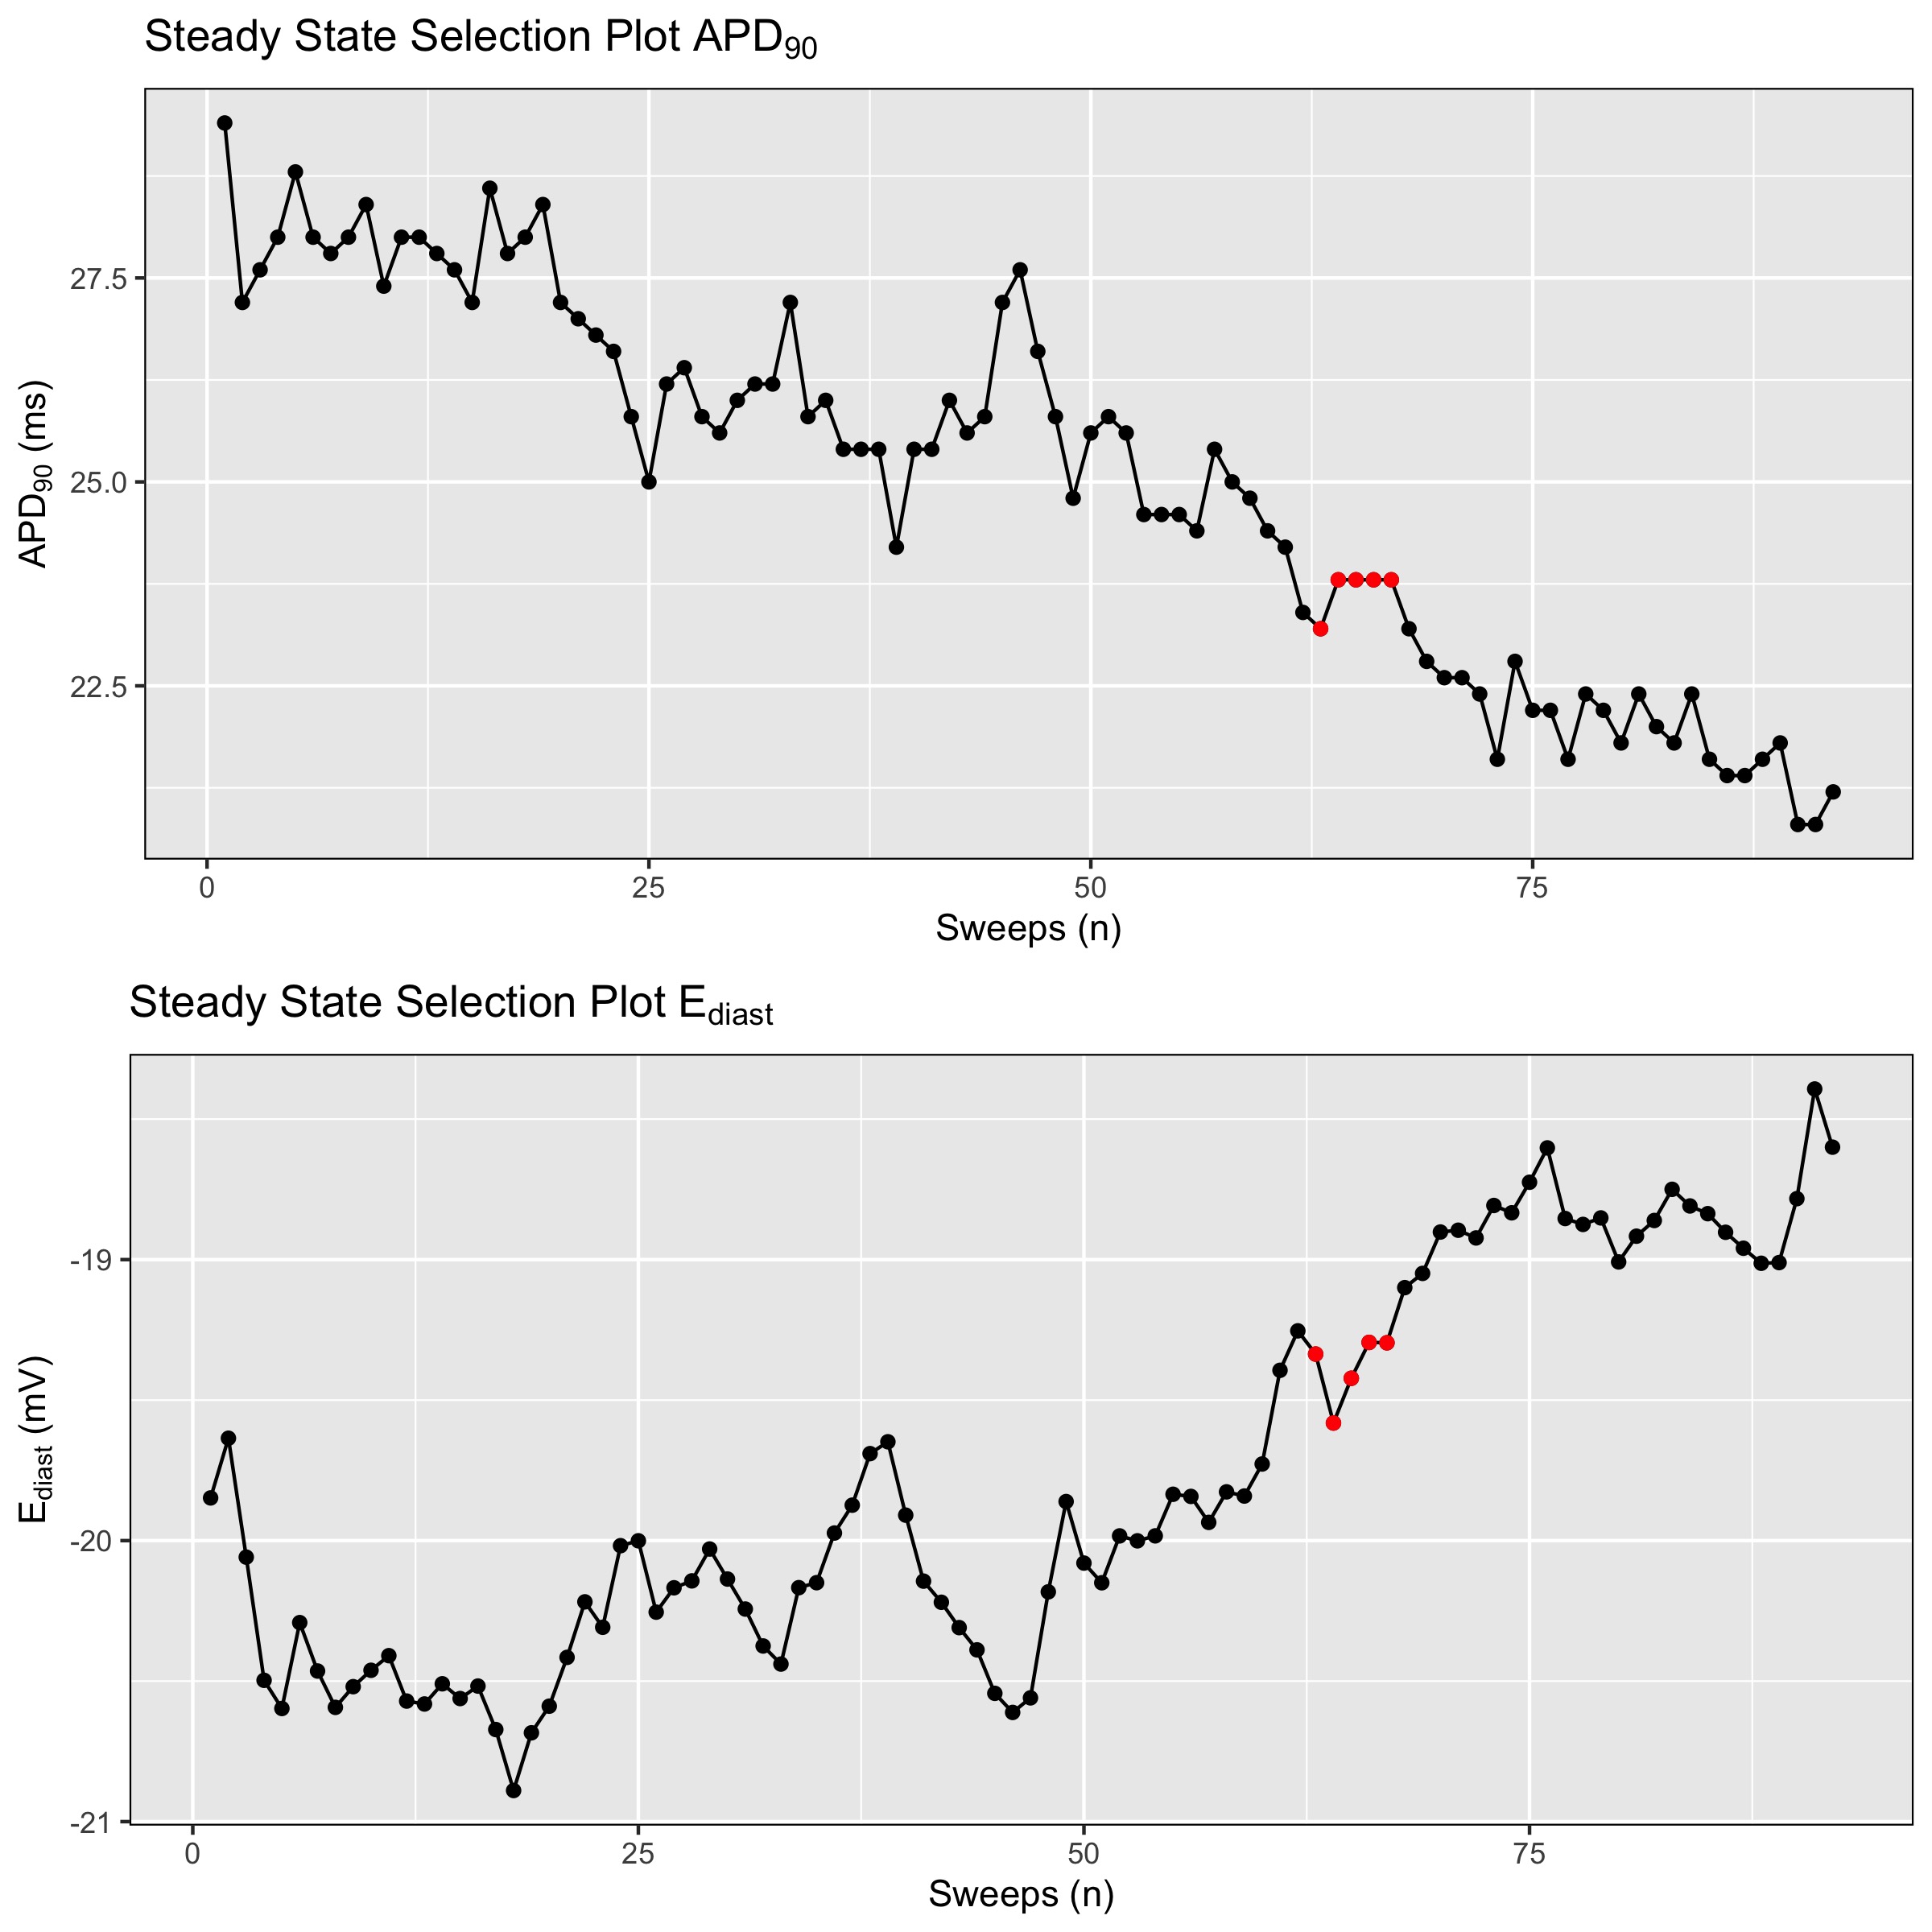 Steady State Selection Plot APD90
27.5
25.0
22.5
APD90 (ms)
0 25 50 75
Sweeps (n)
Steady State Selection Plot Ediast
-19
-20
-21
Ediast (mV)
0 25 50 75
Sweeps (n)